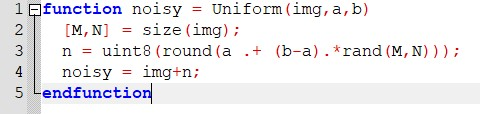 1 function noisy = Uniform(img,a,b)
2 [M,N] = size(img);
3 n = uint8(round(a .+ (b-a).*rand(M,N)));
4 noisy = img+n;
5 endfunction